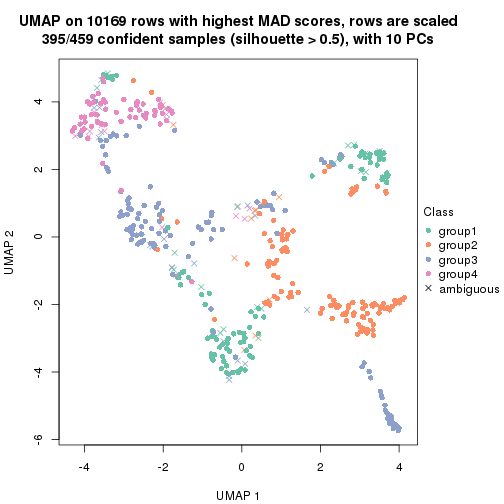 UMAP on 10169 rows with highest MAD scores, rows are scaled
395/459 confident samples (silhouette > 0.5), with 10 PCs
4
2
0
-2
-4
-6
UMAP 2
-4
-2
0
2
4
UMAP 1
Class
group1
group2
group3
group4
ambiguous